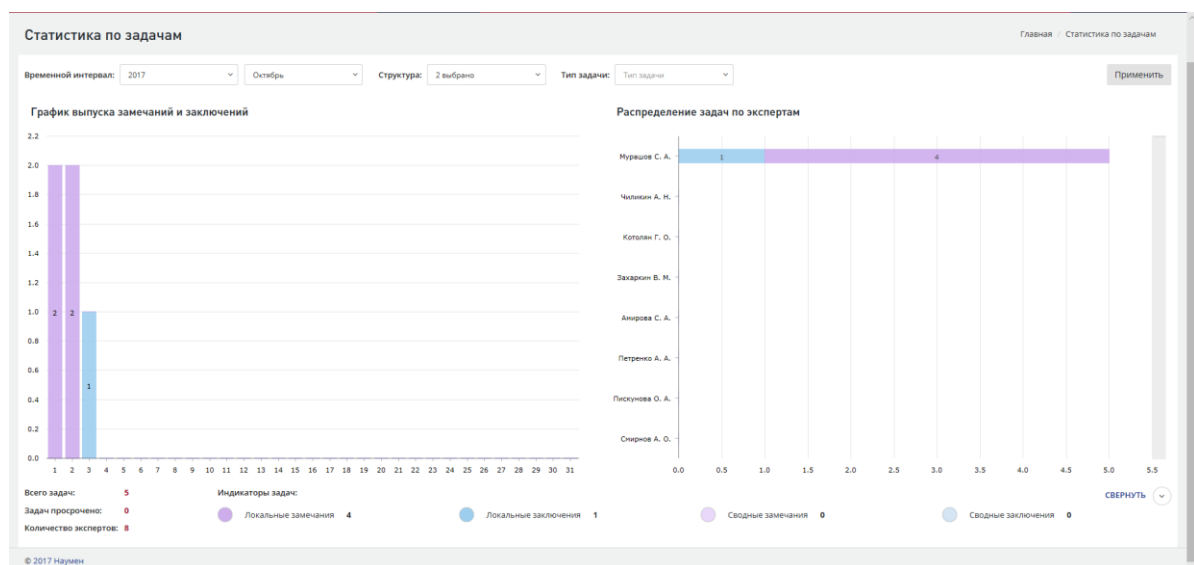 Статистика по задачам
Главная / Статистика по задачам
Временной интервал: 2017 Октябрь Структура: 2 выбрано Тип задачи: Тип задачи Применить
График выпуска замечаний и заключений
2.2
2.0
1.8
1.6
1.4
1.2
1.0
0.8
0.6
0.4
0.2
0.0
2 2
1
1 2 3 4 5 6 7 8 9 10 11 12 13 14 15 16 17 18 19 20 21 22 23 24 25 26 27 28 29 30 31
Распределение задач по экспертам
Мурашов С. А. 1 4
Чиликин А. Н.
Котолян Г. О.
Захаркин В. М.
Амирова С. А.
Петренко А. А.
Пискунова О. А.
Смирнов А. О.
0.0 0.5 1.0 1.5 2.0 2.5 3.0 3.5 4.0 4.5 5.0 5.5
Всего задач: 5
Задач просрочено: 0
Количество экспертов: 8
Индикаторы задач:
СВЕРНУТЬ
Локальные замечания 4 Локальные заключения 1 Сводные замечания 0 Сводные заключения 0
© 2017 Наумен